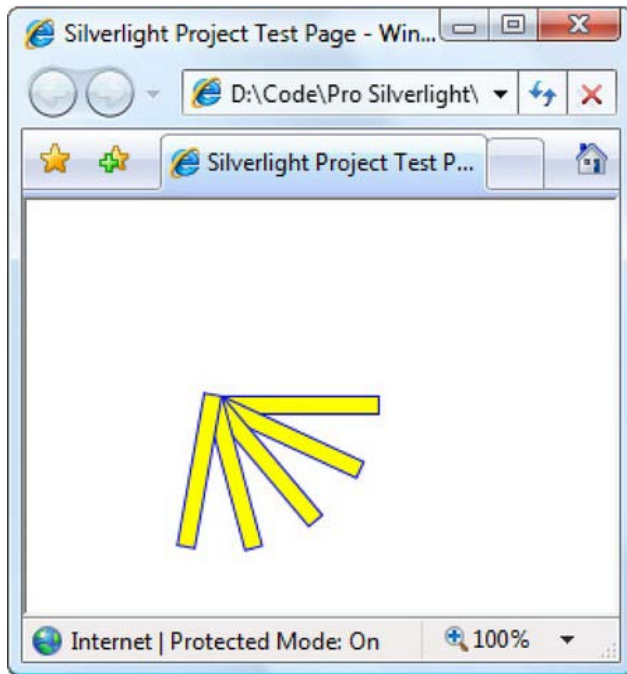 Silverlight Project Test Page - Win...
D:\Code\Pro Silverlight\
Silverlight Project Test P...
Internet | Protected Mode: On 100%